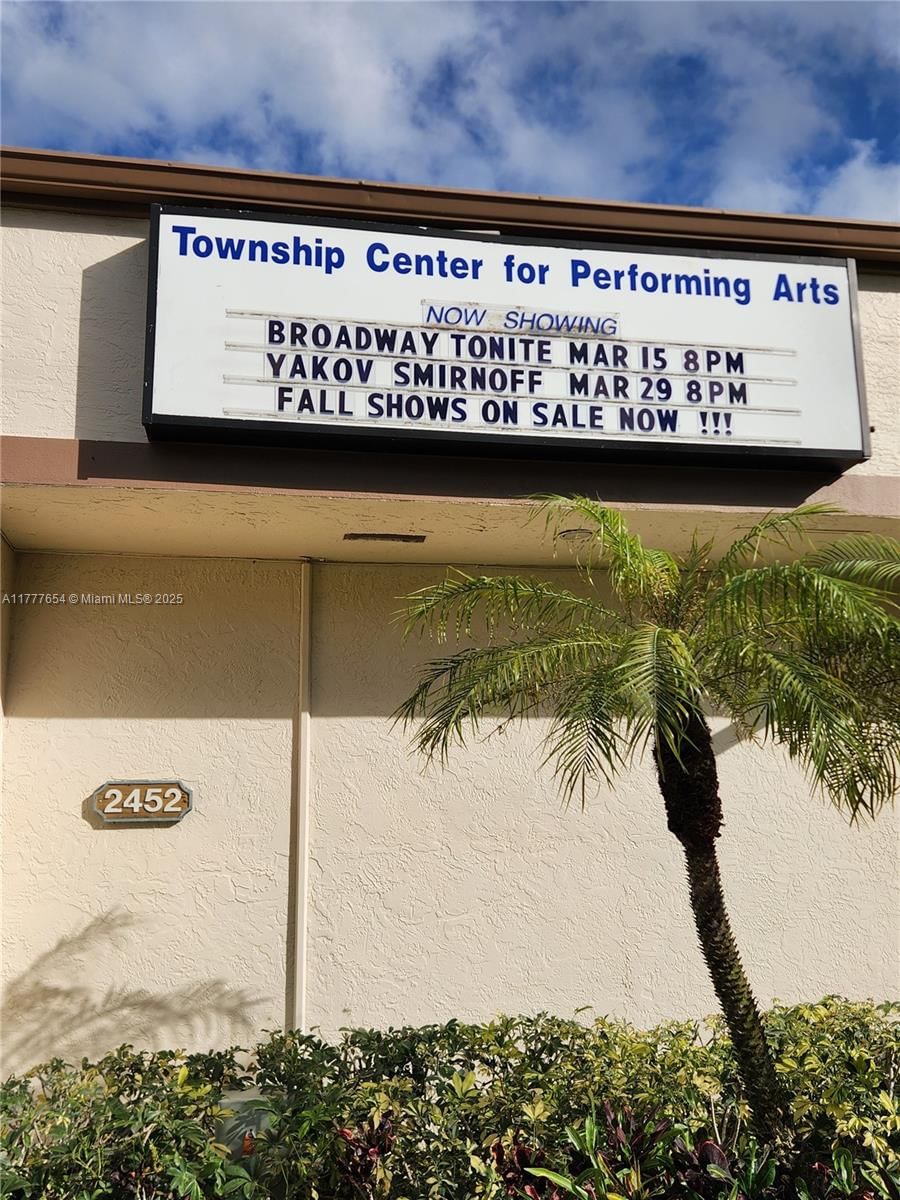 Township Center for Performing Arts
NOW SHOWING
BROADWAY TONITE MAR 15 8PM
YAKOV SMIRNOFF MAR 29 8PM
FALL SHOWS ON SALE NOW !!!
A11777654 © Miami MLS® 2025
2452